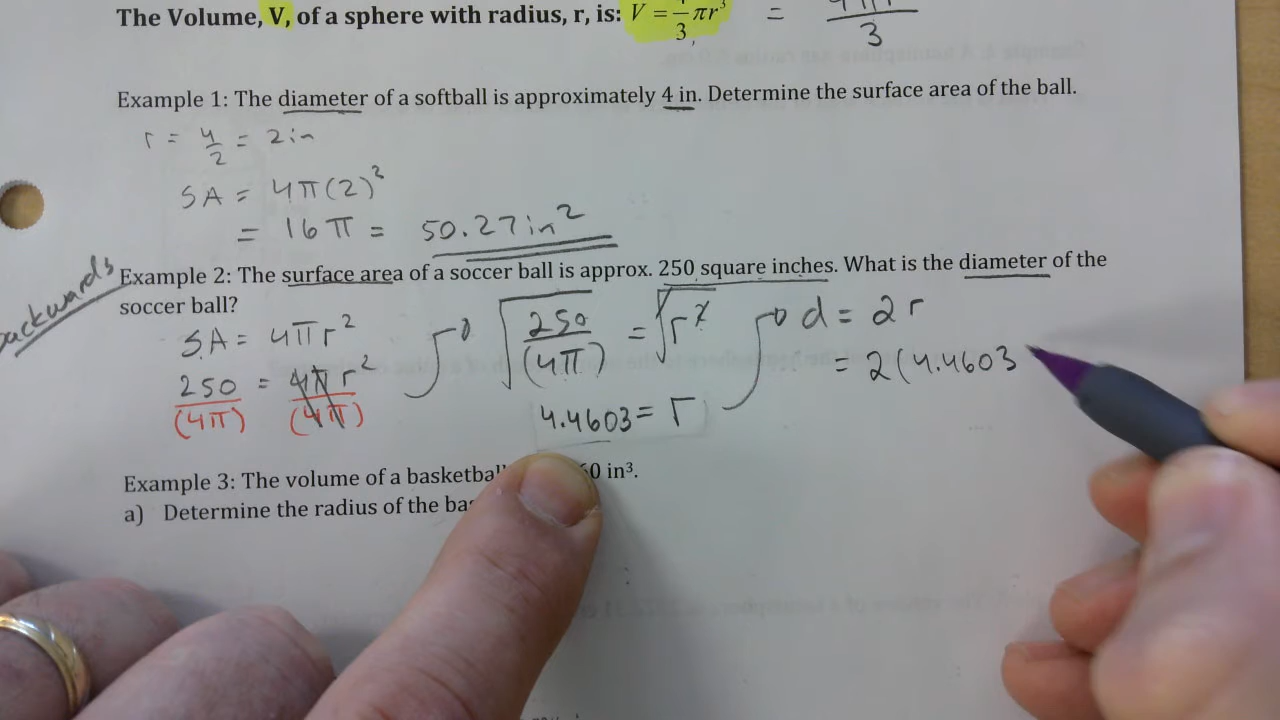 The Volume, V, of a sphere with radius, r, is: V = 4/3 πr³ = 4πr³/3
Example 1: The diameter of a softball is approximately 4 in. Determine the surface area of the ball.
r = 4/2 = 2in
SA = 4π(2)²
= 16π = 50.27in²
backwards
Example 2: The surface area of a soccer ball is approx. 250 square inches. What is the diameter of the
soccer ball?
SA = 4πr²
250/(4π) = 4πr²/(4π)
√250/(4π) = √r²
4.4603 = r
d = 2r
= 2(4.4603
Example 3: The volume of a basketball 0 in³.
a) Determine the radius of the